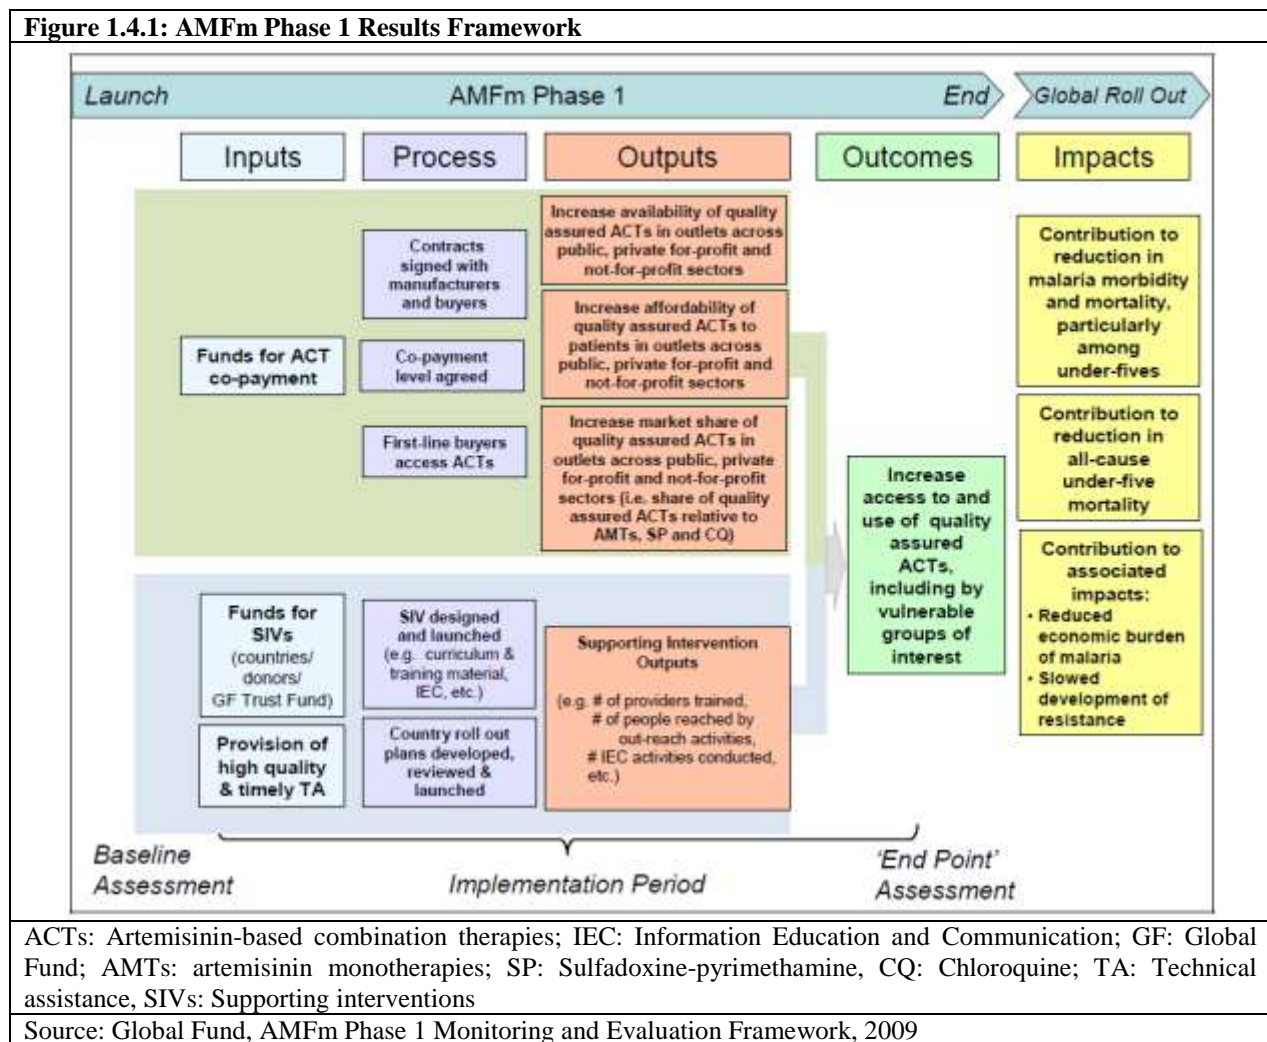 Figure 1.4.1: AMFm Phase 1 Results Framework
Launch
AMFm Phase 1
End
Global Roll Out
Inputs
Process
Outputs
Outcomes
Impacts
Funds for ACT
co-payment
Contracts
signed with
manufacturers
and buyers
Co-payment
level agreed
First-line buyers
access ACTs
Increase availability of quality
assured ACTs in outlets across
public, private for-profit and
not-for-profit sectors
Increase affordability of
quality assured ACTs to
patients in outlets across
public, private for-profit and
not-for-profit sectors
Increase market share of
quality assured ACTs in
outlets across public, private
for-profit and not-for-profit
sectors (i.e. share of quality
assured ACTs relative to
AMTs, SP and CQ)
Funds for
SIVs
(countries/
donors/
GF Trust Fund)
Provision of
high quality
& timely TA
SIV designed
and launched
(e.g. curriculum &
training material,
IEC, etc.)
Country roll out
plans developed,
reviewed &
launched
Supporting Intervention
Outputs
(e.g. # of providers trained,
# of people reached by
out-reach activities,
# IEC activities conducted,
etc.)
Increase
access to and
use of quality
assured
ACTs,
including by
vulnerable
groups of
interest
Contribution to
reduction in
malaria morbidity
and mortality,
particularly
among
under-fives
Contribution to
reduction in
all-cause
under-five
mortality
Contribution to
associated
impacts:
• Reduced
economic burden
of malaria
• Slowed
development of
resistance
Baseline
Assessment
Implementation Period
'End Point'
Assessment
ACTs: Artemisinin-based combination therapies; IEC: Information Education and Communication; GF: Global
Fund; AMTs: artemisinin monotherapies; SP: Sulfadoxine-pyrimethamine, CQ: Chloroquine; TA: Technical
assistance, SIVs: Supporting interventions
Source: Global Fund, AMFm Phase 1 Monitoring and Evaluation Framework, 2009